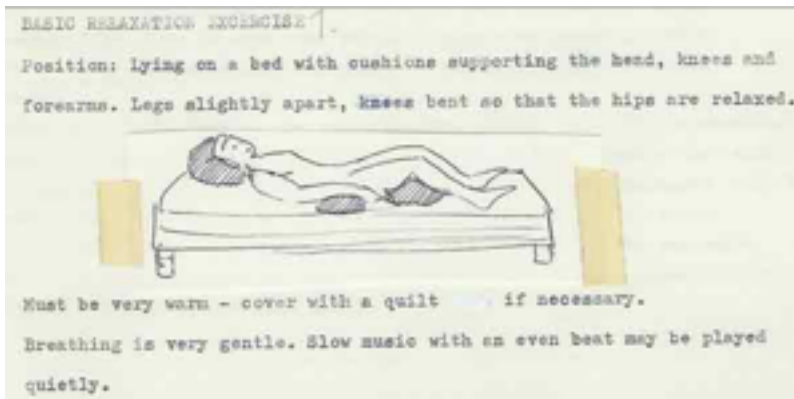 BASIC RELAXATION EXCERCISE 1.
Position: Lying on a bed with cushions supporting the head, knees and
forearms. Legs slightly apart, knees bent so that the hips are relaxed.
Must be very warm - cover with a quilt if necessary.
Breathing is very gentle. Slow music with an even beat may be played
quietly.